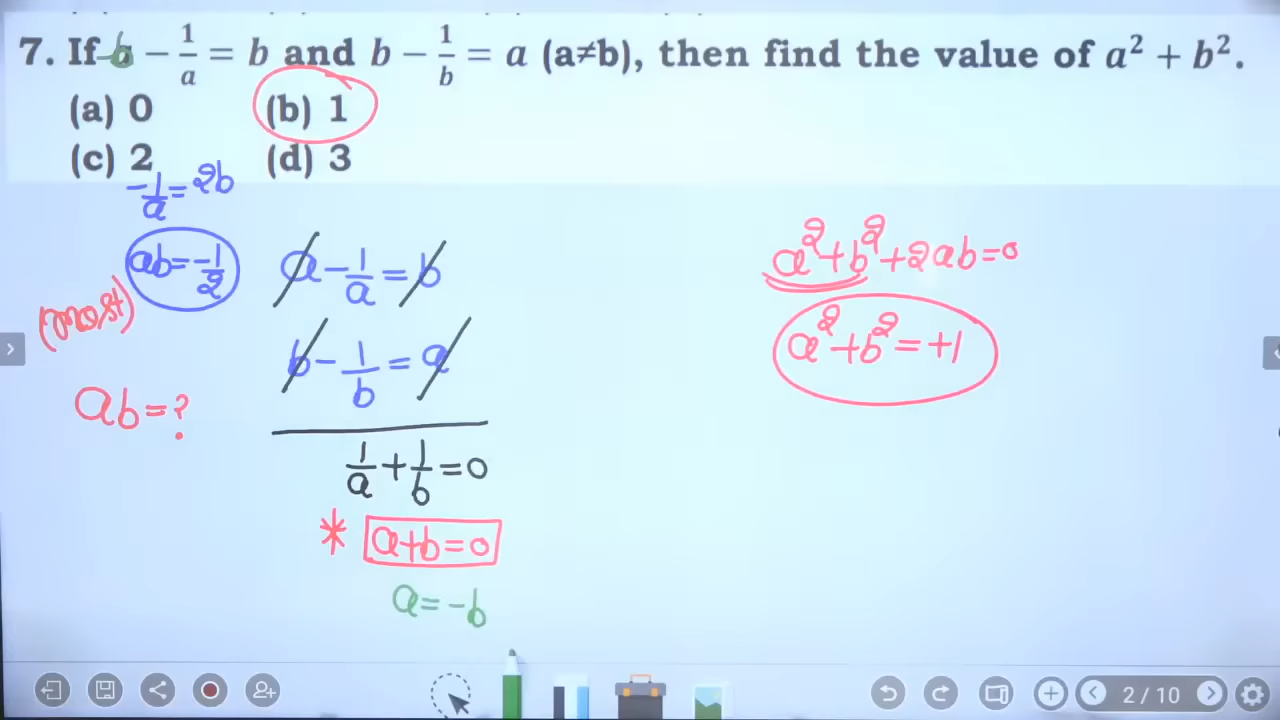 7. If -b - 1/a = b and b - 1/b = a (a≠b), then find the value of a² + b².
(a) 0 (b) 1
(c) 2 (d) 3
-1/a = 2b
ab = -1/2
(most)
ab = ?
a - 1/a = b
b - 1/b = a
1/a + 1/b = 0
* a+b=0
a = -b
a² + b² + 2ab = 0
a² + b² = +1
2 / 10